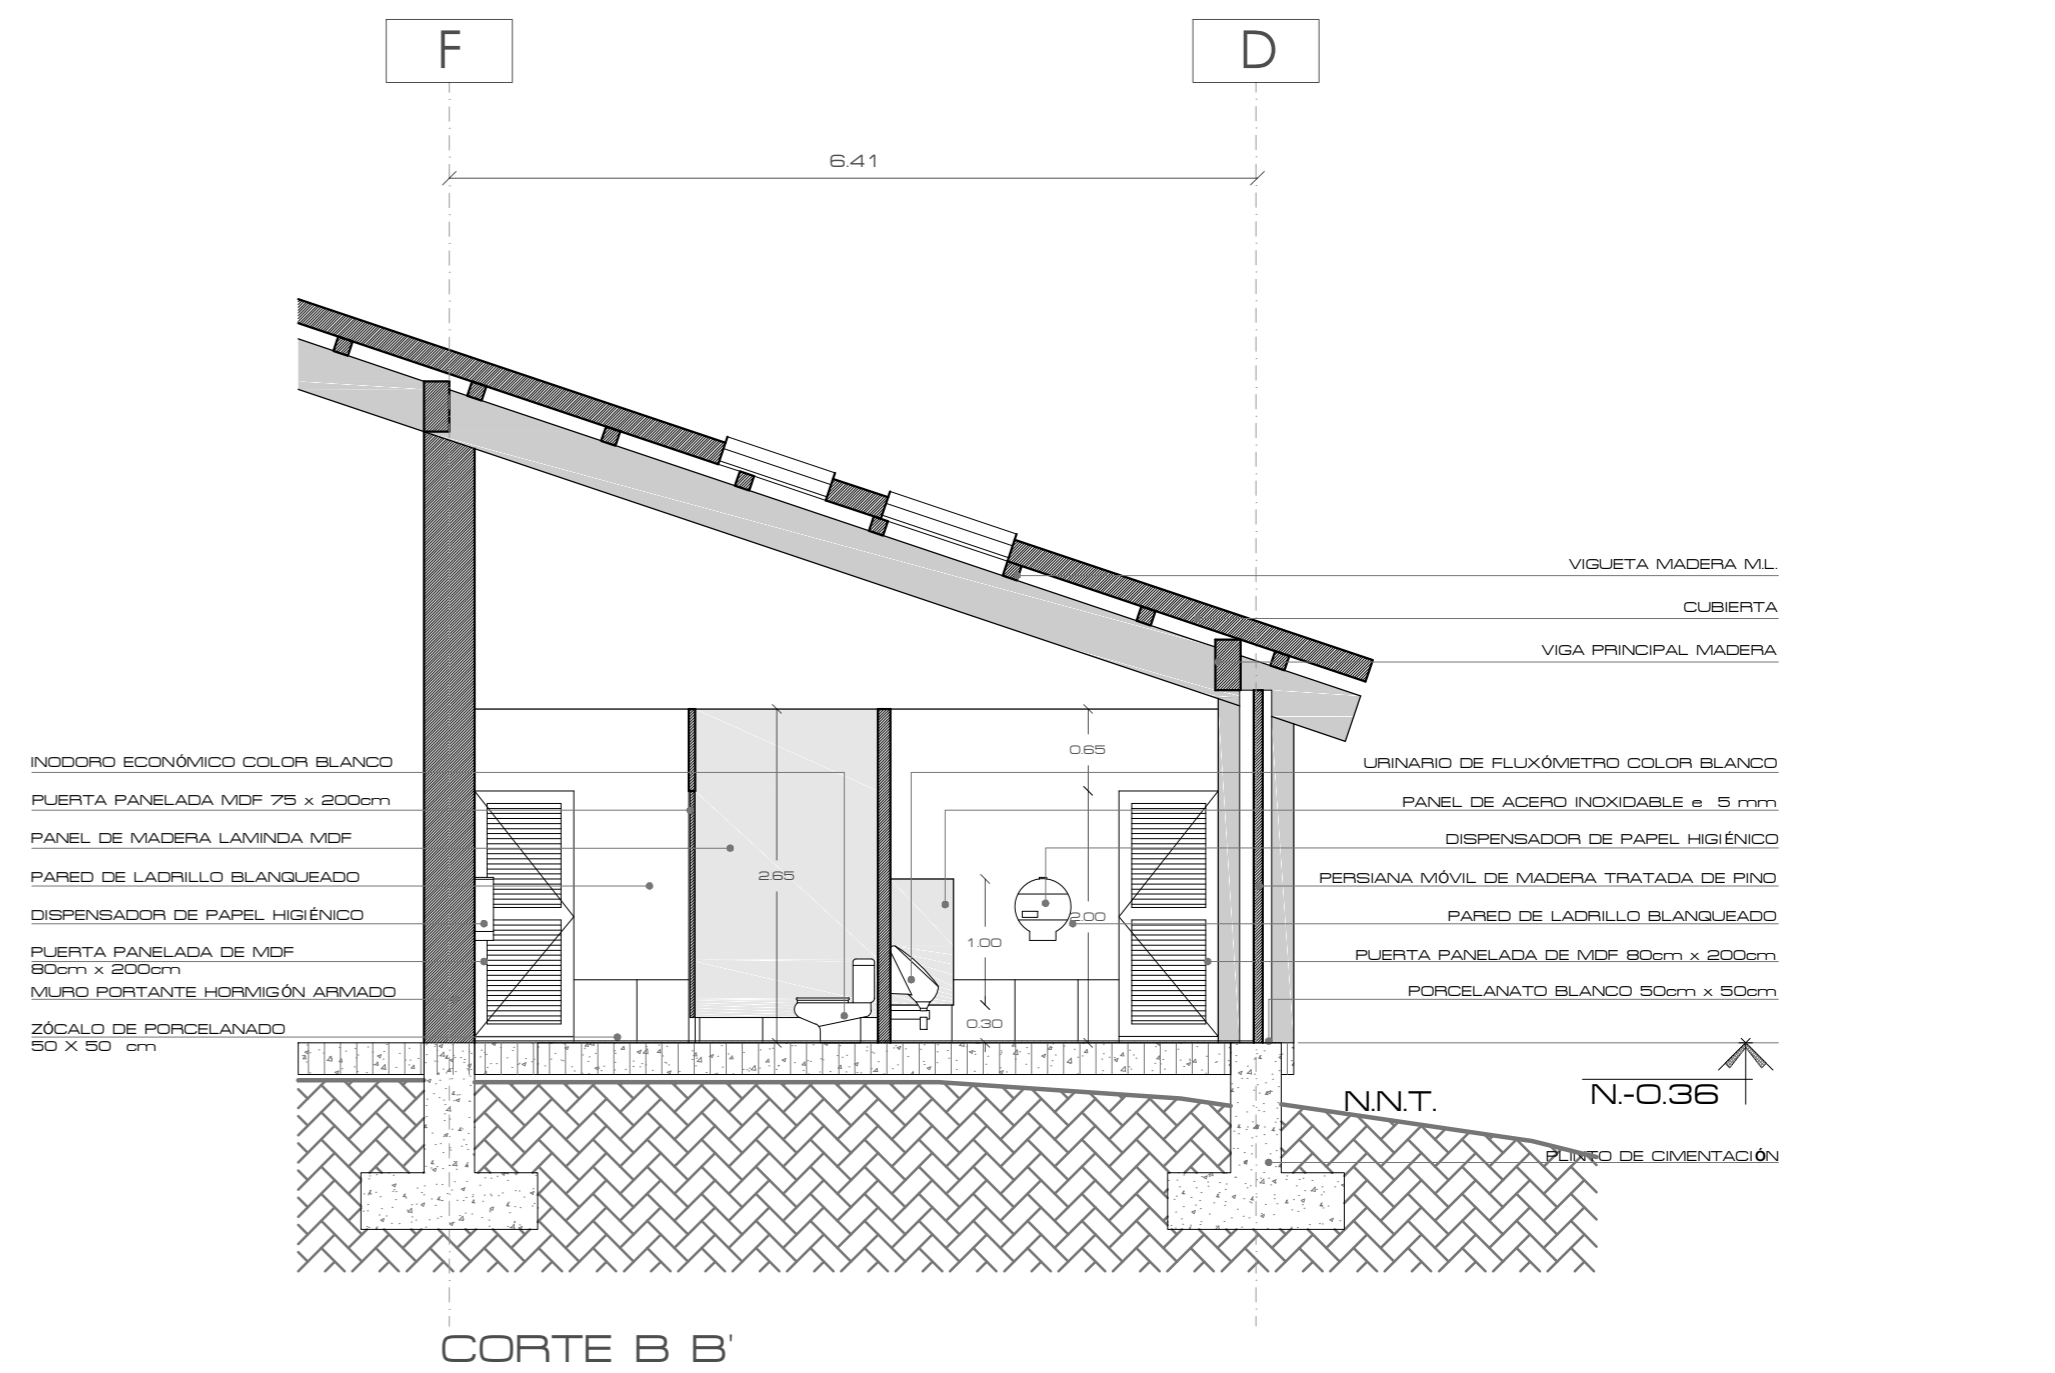 F
D
6.41
VIGUETA MADERA M.L.
CUBIERTA
VIGA PRINCIPAL MADERA
0.65
2.65
2.00
1.00
0.30
INODORO ECONÓMICO COLOR BLANCO
PUERTA PANELADA MDF 75 x 200cm
PANEL DE MADERA LAMINDA MDF
PARED DE LADRILLO BLANQUEADO
DISPENSADOR DE PAPEL HIGIÉNICO
PUERTA PANELADA DE MDF
80cm x 200cm
MURO PORTANTE HORMIGÓN ARMADO
ZÓCALO DE PORCELANADO
50 X 50 cm
URINARIO DE FLUXÓMETRO COLOR BLANCO
PANEL DE ACERO INOXIDABLE e 5 mm
DISPENSADOR DE PAPEL HIGIÉNICO
PERSIANA MÓVIL DE MADERA TRATADA DE PINO
PARED DE LADRILLO BLANQUEADO
PUERTA PANELADA DE MDF 80cm x 200cm
PORCELANATO BLANCO 50cm x 50cm
N.N.T.
N.-0.36
PLINTO DE CIMENTACIÓN
CORTE B B'